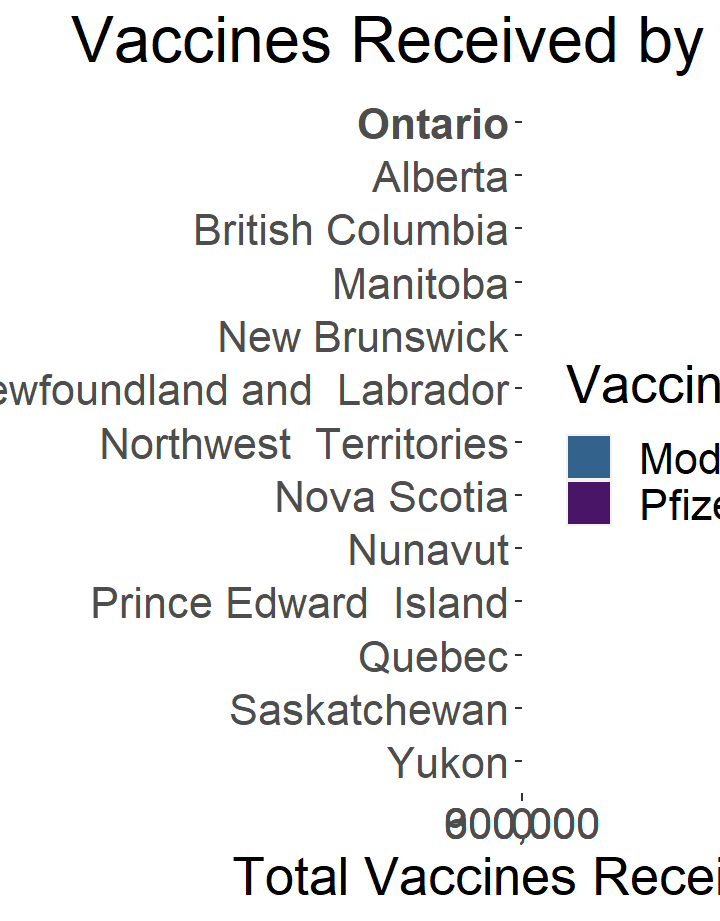 Vaccines Received by
Ontario
Alberta
British Columbia
Manitoba
New Brunswick
ewfoundland and  Labrador
Northwest  Territories
Nova Scotia
Nunavut
Prince Edward  Island
Quebec
Saskatchewan
Yukon
Vaccin
Mod
Pfize
Total Vaccines Recei